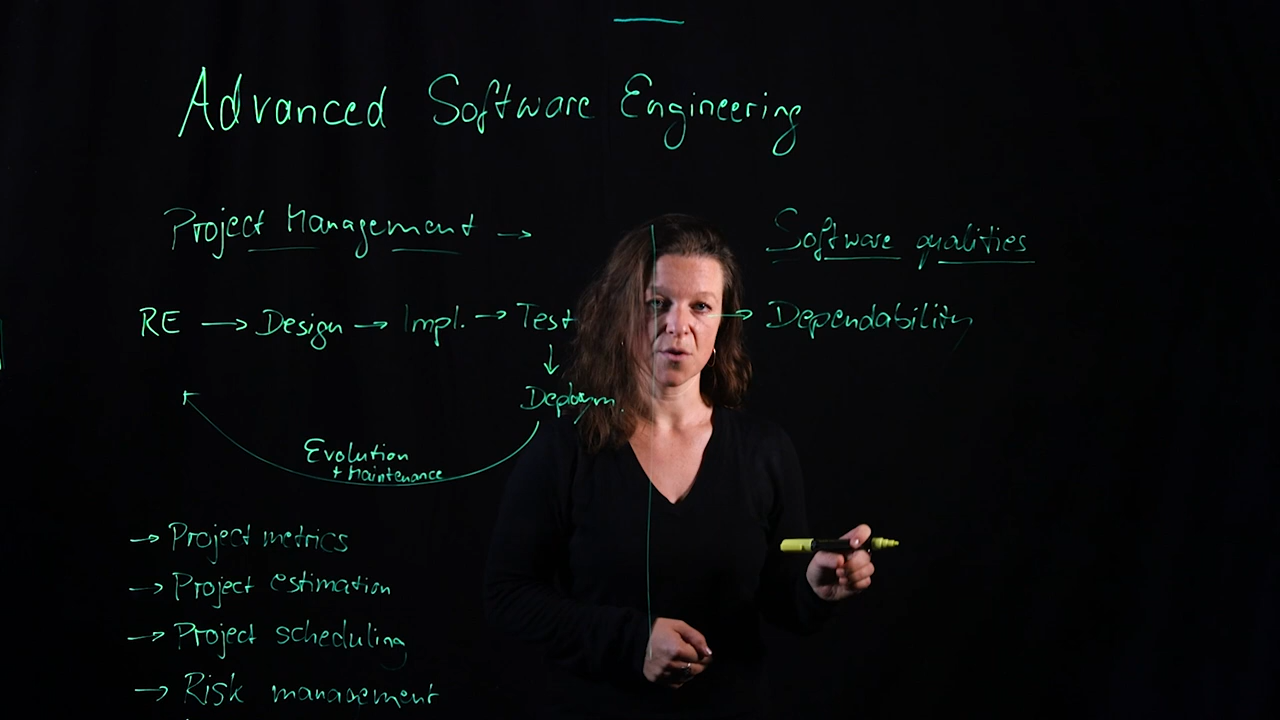 Advanced Software Engineering
Project Management →
Software qualities
RE → Design → Impl. → Test
→ Dependability
↓
Deploym.
Evolution
+ Maintenance
→ Project metrics
→ Project estimation
→ Project scheduling
→ Risk management